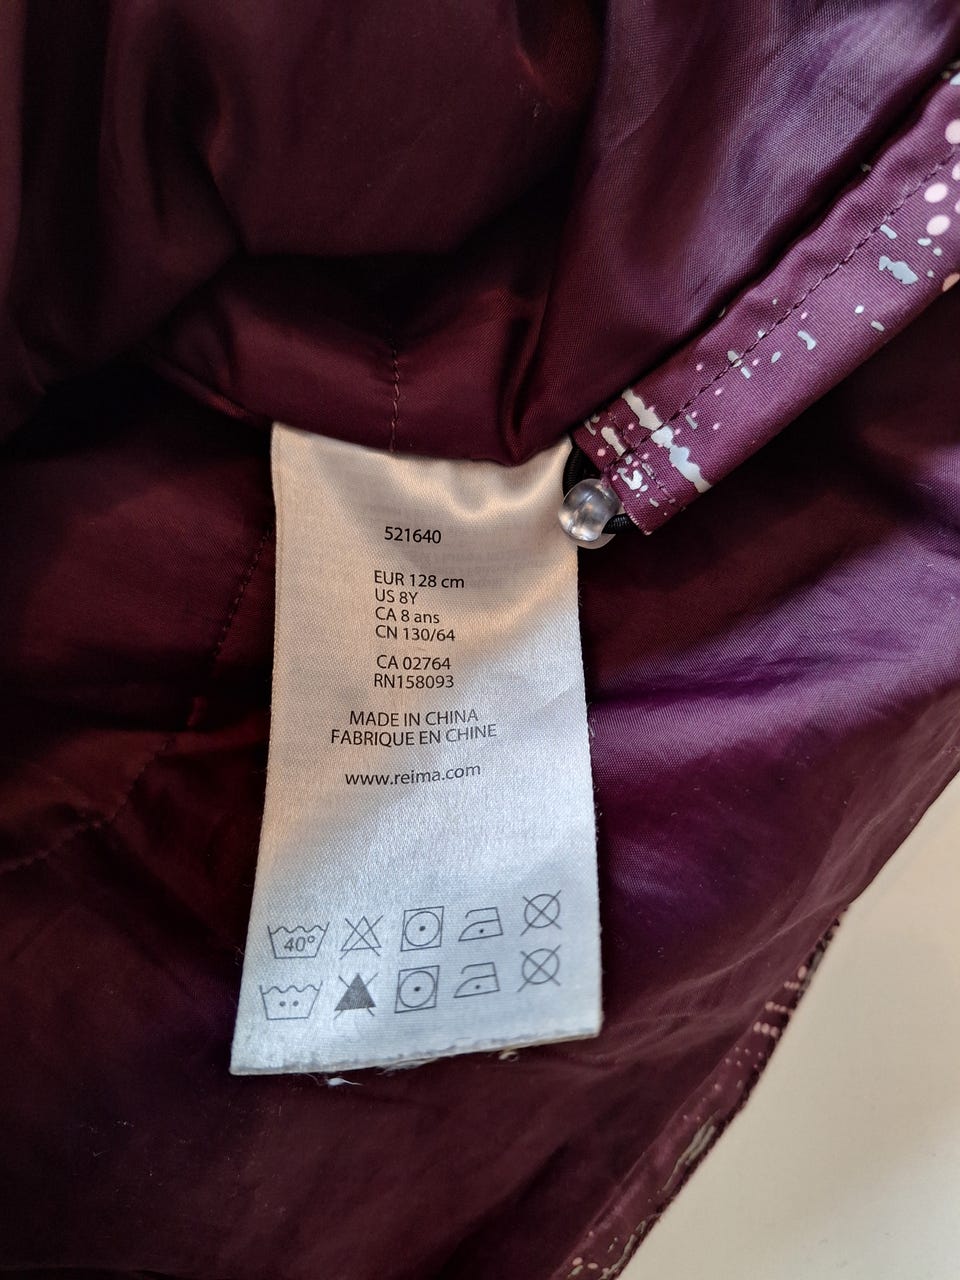 521640
EUR 128 cm
US 8Y
CA 8 ans
CN 130/64
CA 02764
RN158093
MADE IN CHINA
FABRIQUE EN CHINE
www.reima.com
40°